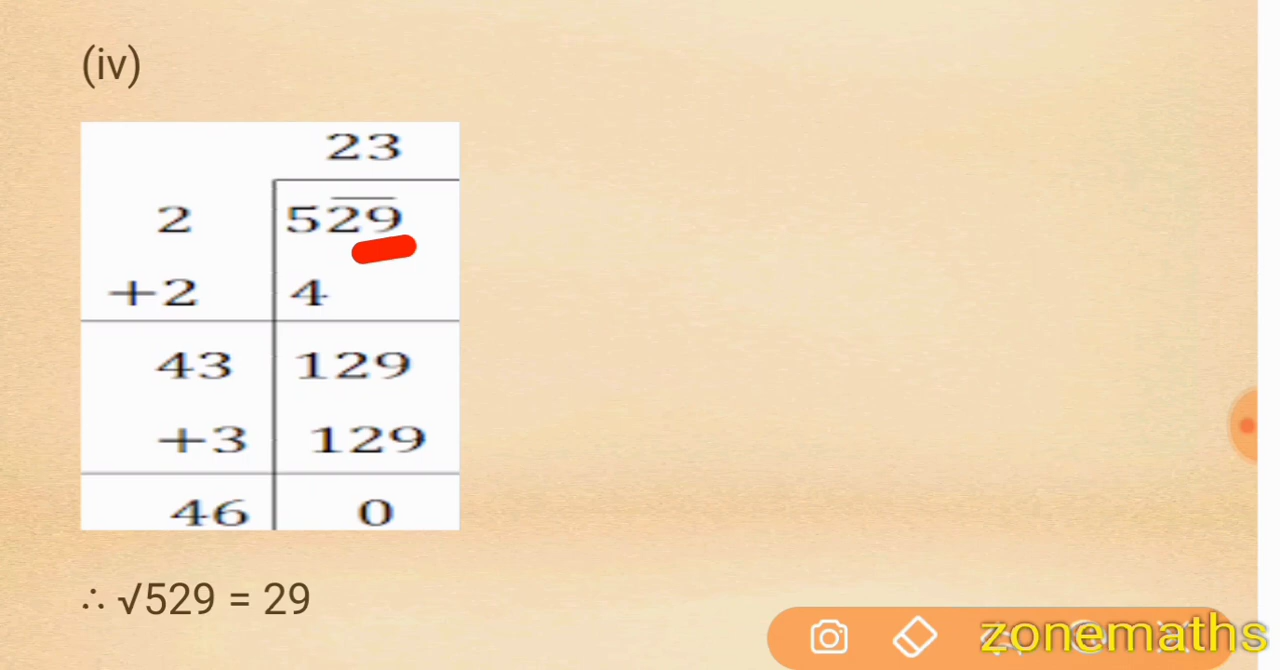 (iv)
23
2 529
+2 4
43 129
+3 129
46 0
∴ √529 = 29
zonemaths